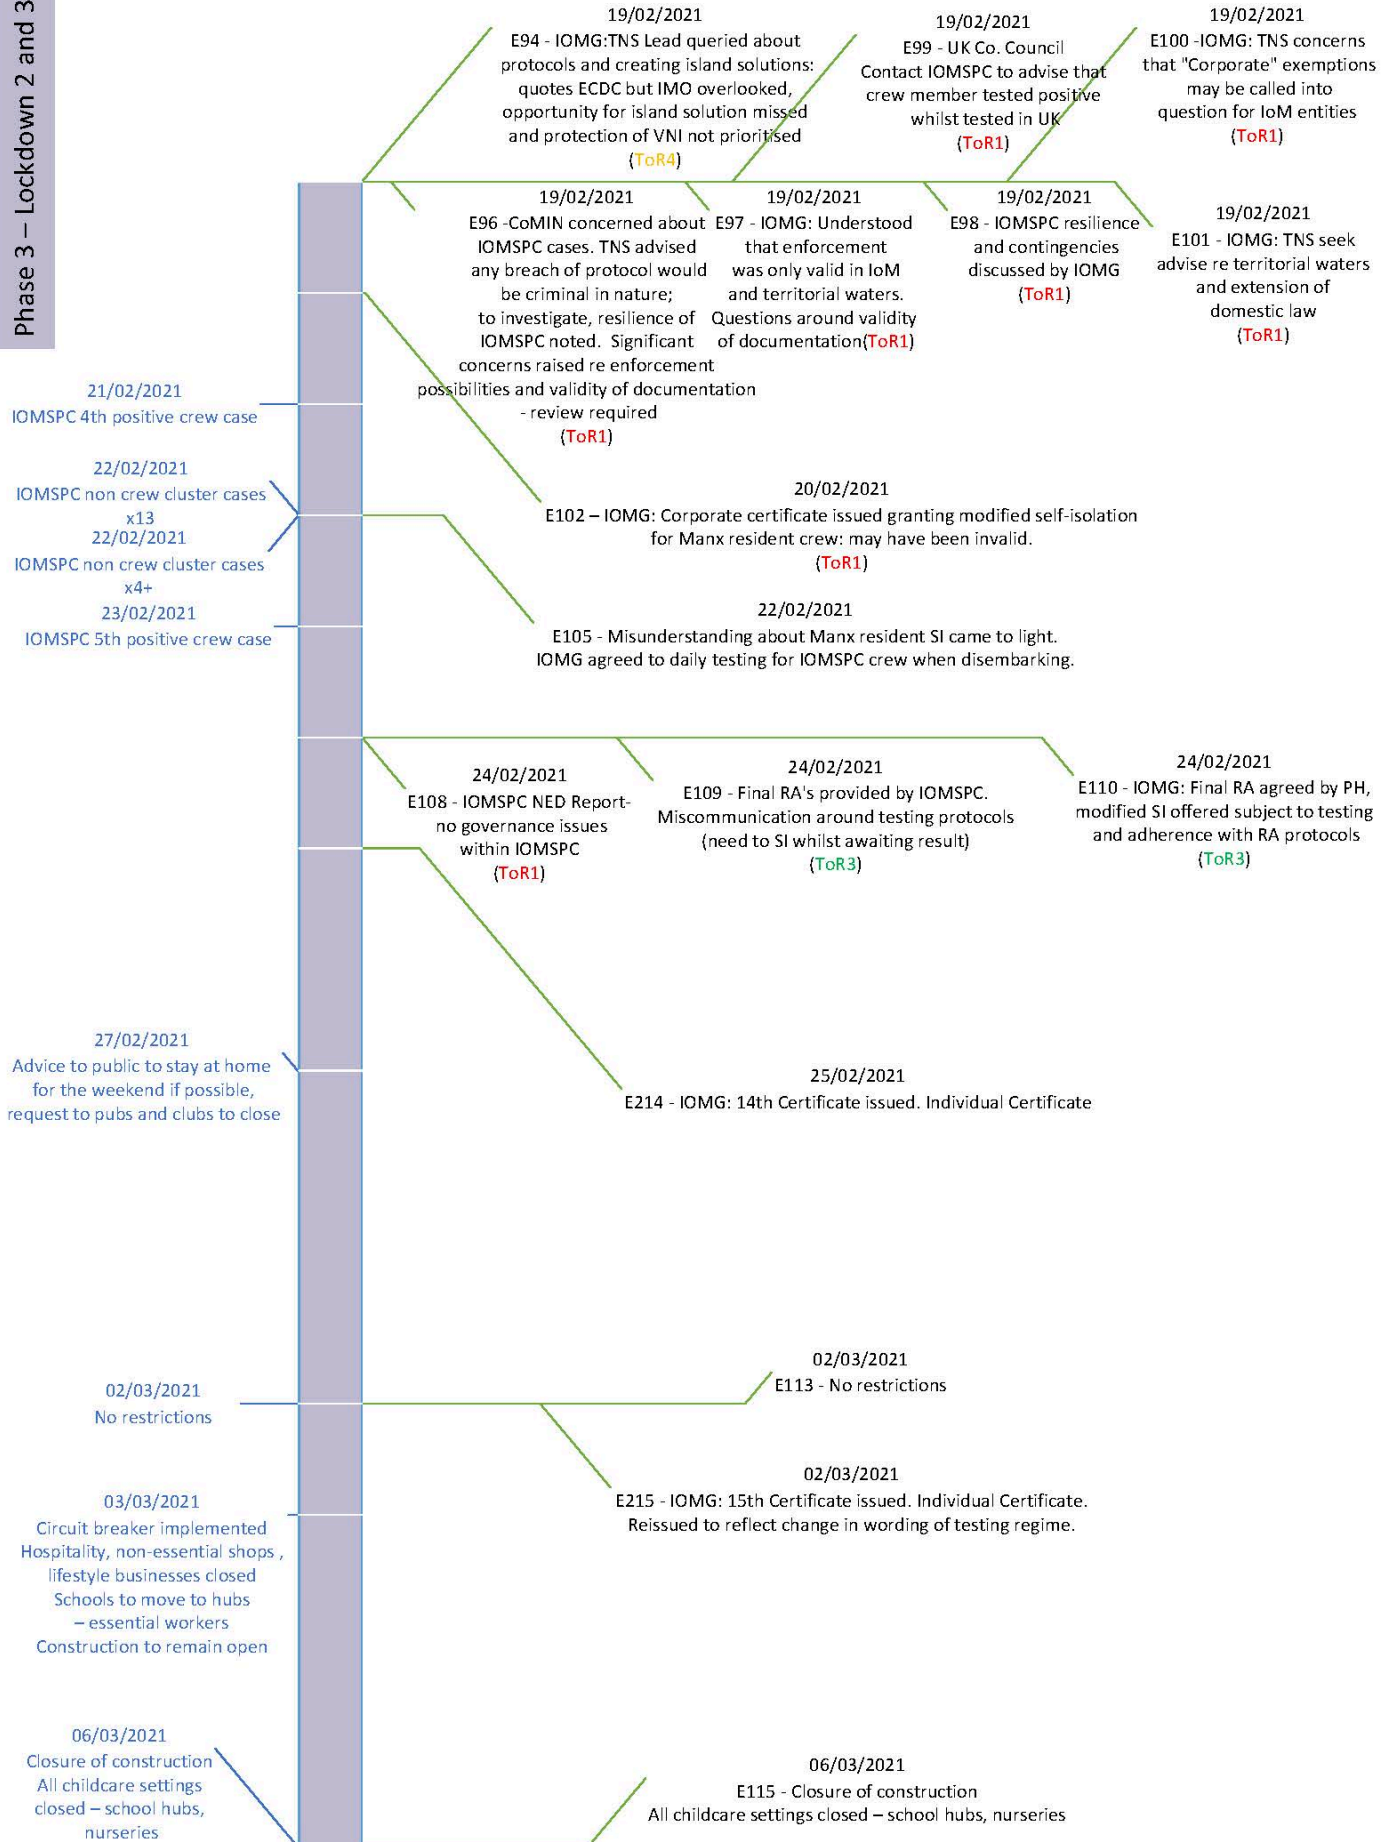 Phase 3 – Lockdown 2 and 3
19/02/2021
E94 - IOMG:TNS Lead queried about
protocols and creating island solutions:
quotes ECDC but IMO overlooked,
opportunity for island solution missed
and protection of VNI not prioritised
(ToR4)
19/02/2021
E99 - UK Co. Council
Contact IOMSPC to advise that
crew member tested positive
whilst tested in UK
(ToR1)
19/02/2021
E100 -IOMG: TNS concerns
that "Corporate" exemptions
may be called into
question for IoM entities
(ToR1)
19/02/2021
E96 -CoMIN concerned about
IOMSPC cases. TNS advised
any breach of protocol would
be criminal in nature;
to investigate, resilience of
IOMSPC noted.  Significant
concerns raised re enforcement
possibilities and validity of documentation
- review required
(ToR1)
19/02/2021
E97 - IOMG: Understood
that enforcement
was only valid in IoM
and territorial waters.
Questions around validity
of documentation(ToR1)
19/02/2021
E98 - IOMSPC resilience
and contingencies
discussed by IOMG
(ToR1)
19/02/2021
E101 - IOMG: TNS seek
advise re territorial waters
and extension of
domestic law
(ToR1)
21/02/2021
IOMSPC 4th positive crew case
22/02/2021
IOMSPC non crew cluster cases
x13
22/02/2021
IOMSPC non crew cluster cases
x4+
23/02/2021
IOMSPC 5th positive crew case
20/02/2021
E102 – IOMG: Corporate certificate issued granting modified self-isolation
for Manx resident crew: may have been invalid.
(ToR1)
22/02/2021
E105 - Misunderstanding about Manx resident SI came to light.
IOMG agreed to daily testing for IOMSPC crew when disembarking.
24/02/2021
E108 - IOMSPC NED Report-
no governance issues
within IOMSPC
(ToR1)
24/02/2021
E109 - Final RA's provided by IOMSPC.
Miscommunication around testing protocols
(need to SI whilst awaiting result)
(ToR3)
24/02/2021
E110 - IOMG: Final RA agreed by PH,
modified SI offered subject to testing
and adherence with RA protocols
(ToR3)
27/02/2021
Advice to public to stay at home
for the weekend if possible,
request to pubs and clubs to close
25/02/2021
E214 - IOMG: 14th Certificate issued. Individual Certificate
02/03/2021
No restrictions
02/03/2021
E113 - No restrictions
02/03/2021
E215 - IOMG: 15th Certificate issued. Individual Certificate.
Reissued to reflect change in wording of testing regime.
03/03/2021
Circuit breaker implemented
Hospitality, non-essential shops ,
lifestyle businesses closed
Schools to move to hubs
– essential workers
Construction to remain open
06/03/2021
Closure of construction
All childcare settings
closed – school hubs,
nurseries
06/03/2021
E115 - Closure of construction
All childcare settings closed – school hubs, nurseries